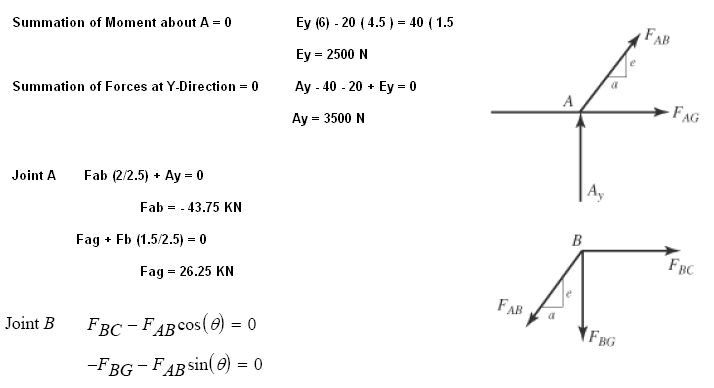 Summation of Moment about A = 0 Ey (6) - 20 ( 4.5 ) = 40 ( 1.5
Ey = 2500 N
Summation of Forces at Y-Direction = 0 Ay - 40 - 20 + Ey = 0
Ay = 3500 N
Joint A Fab (2/2.5) + Ay = 0
Fab = - 43.75 KN
Fag + Fb (1.5/2.5) = 0
Fag = 26.25 KN
Joint B F_BC − F_AB cos(θ) = 0
−F_BG − F_AB sin(θ) = 0
F_AB
e
a
A
F_AG
A_y
B
F_BC
F_AB
e
a
F_BG